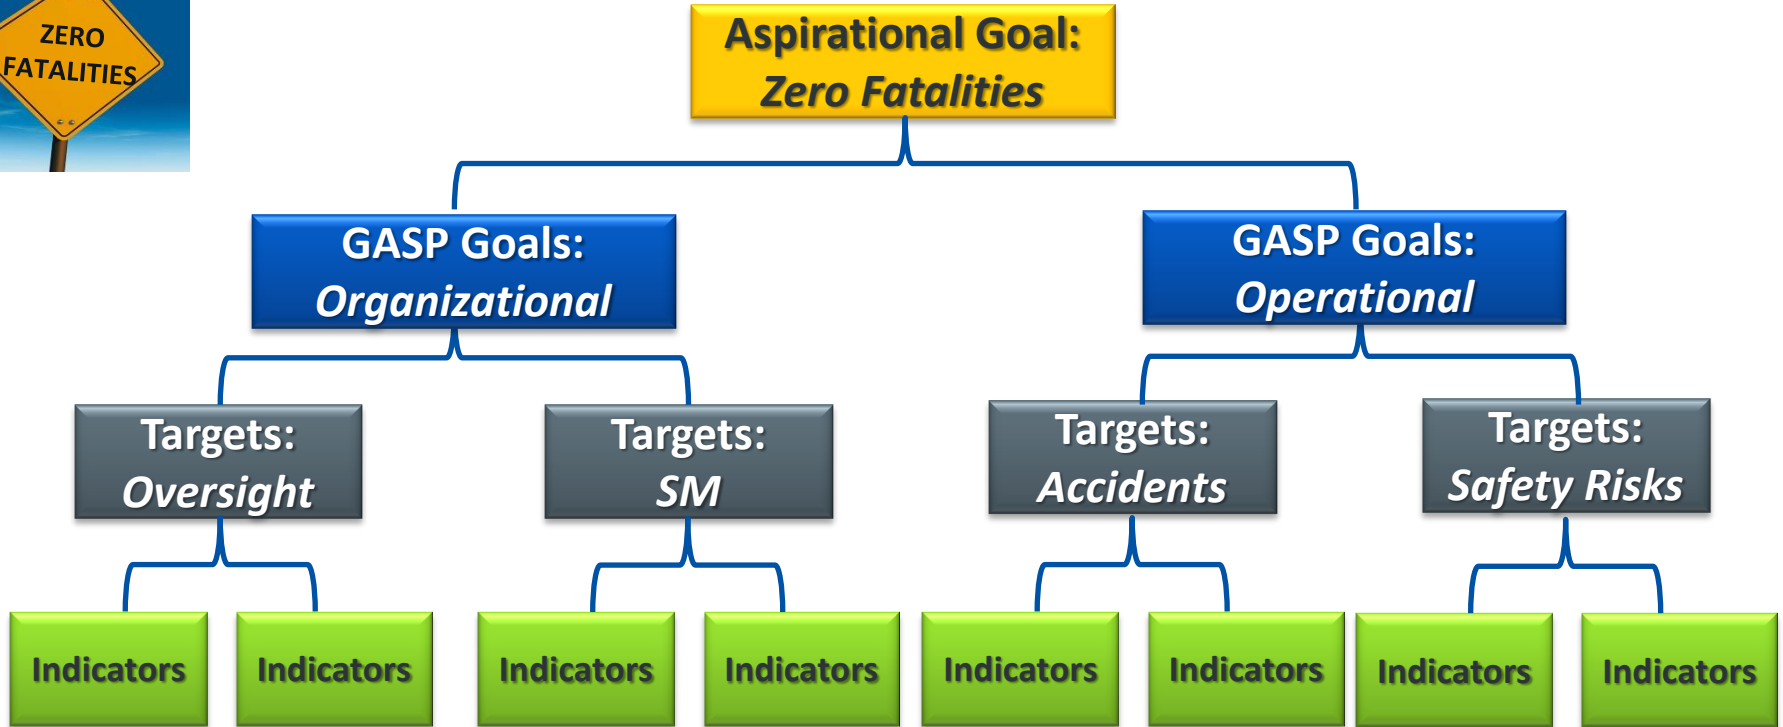 ZERO
FATALITIES
Aspirational Goal:
Zero Fatalities
GASP Goals:
Organizational
GASP Goals:
Operational
Targets:
Oversight
Targets:
SM
Targets:
Accidents
Targets:
Safety Risks
Indicators
Indicators
Indicators
Indicators
Indicators
Indicators
Indicators
Indicators